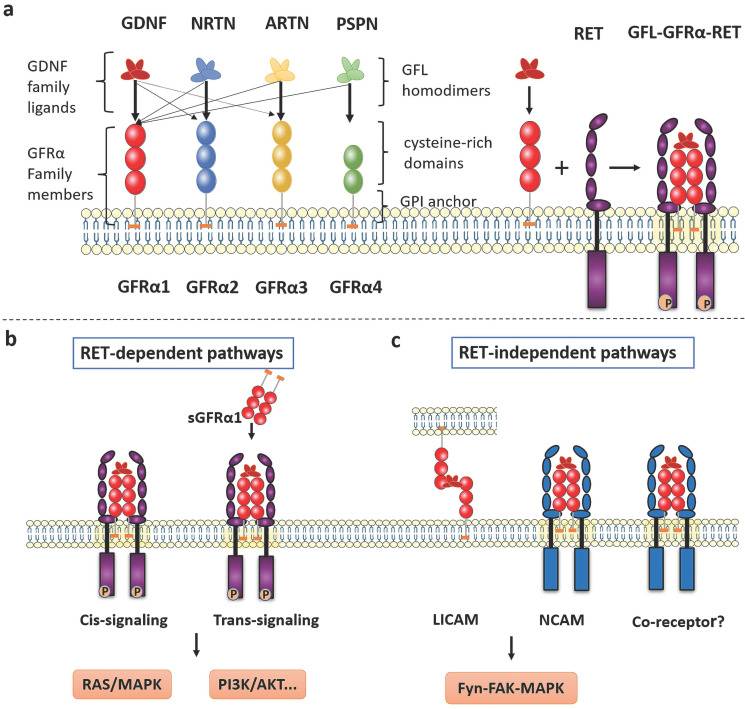 a
GDNF NRTN ARTN PSPN
RET GFL-GFRα-RET
GDNF
family
ligands
GFL
homodimers
GFRα
Family
members
cysteine-rich
domains
+
GPI anchor
P P
GFRα1 GFRα2 GFRα3 GFRα4
b
RET-dependent pathways
sGFRα1
P P P P
Cis-signaling Trans-signaling
RAS/MAPK PI3K/AKT...
c
RET-independent pathways
LICAM NCAM Co-receptor?
Fyn-FAK-MAPK